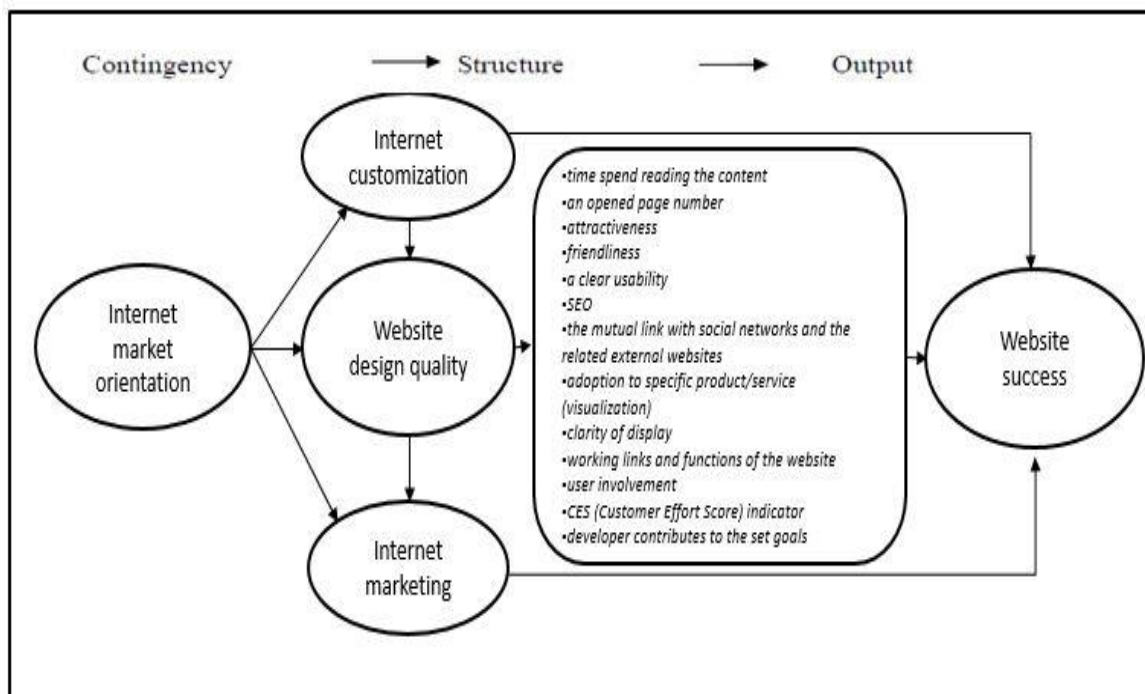 Contingency
Structure
Output
Internet
customization
Internet
market
orientation
Website
design quality
Internet
marketing
•time spend reading the content
•an opened page number
•attractiveness
•friendliness
•a clear usability
•SEO
•the mutual link with social networks and the
related external websites
•adoption to specific product/service
(visualization)
•clarity of display
•working links and functions of the website
•user involvement
•CES (Customer Effort Score) indicator
•developer contributes to the set goals
Website
success